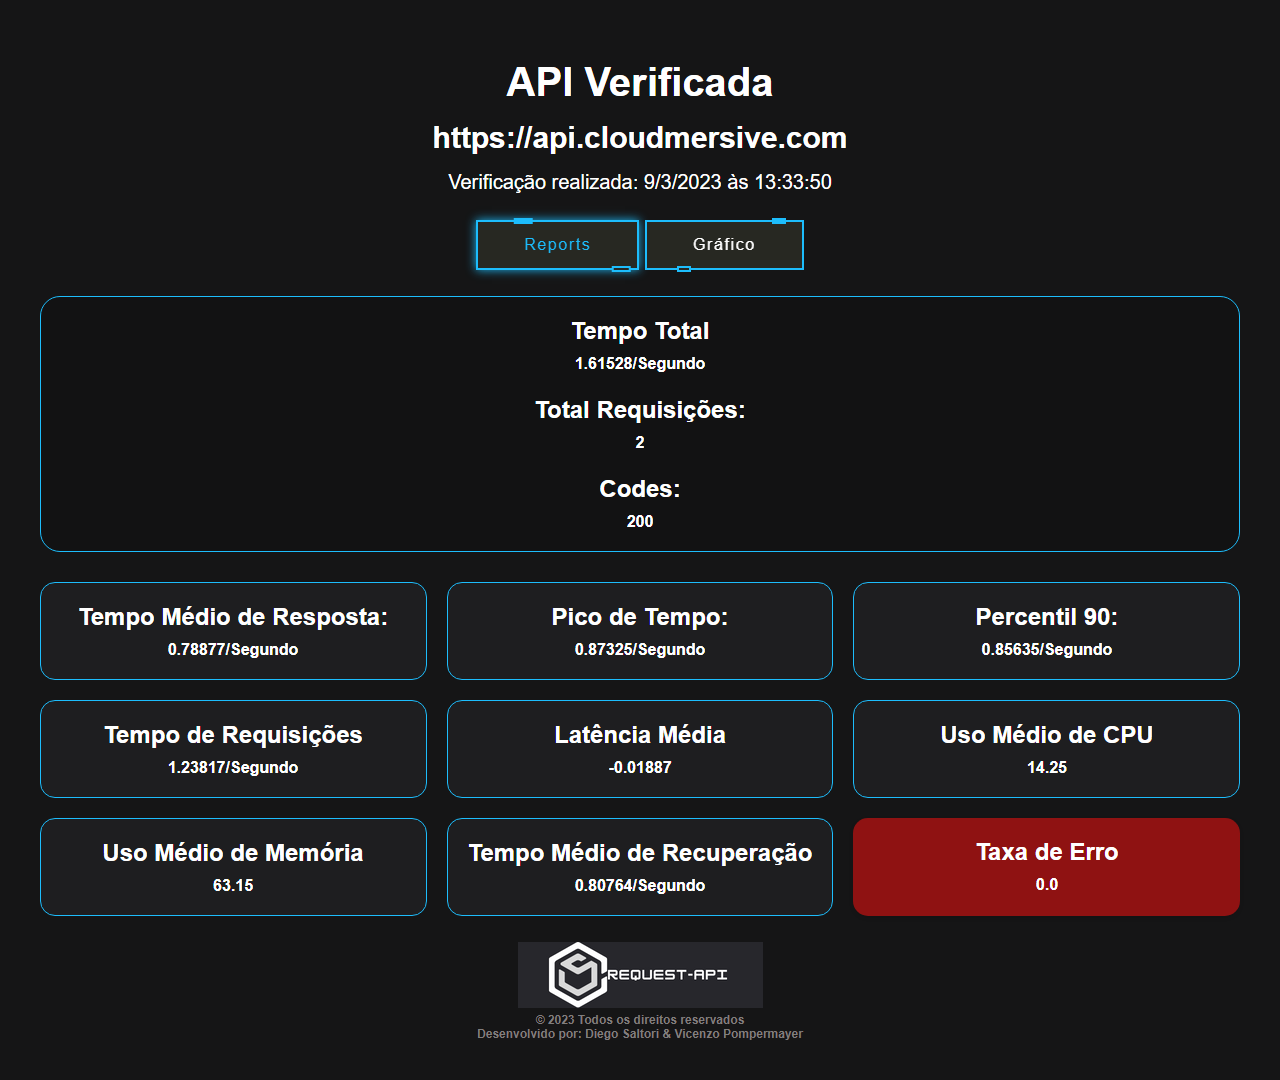 API Verificada
https://api.cloudmersive.com
Verificação realizada: 9/3/2023 às 13:33:50
Reports
Gráfico
Tempo Total
1.61528/Segundo
Total Requisições:
2
Codes:
200
Tempo Médio de Resposta:
0.78877/Segundo
Pico de Tempo:
0.87325/Segundo
Percentil 90:
0.85635/Segundo
Tempo de Requisições
1.23817/Segundo
Latência Média
-0.01887
Uso Médio de CPU
14.25
Uso Médio de Memória
63.15
Tempo Médio de Recuperação
0.80764/Segundo
Taxa de Erro
0.0
REQUEST-API
© 2023 Todos os direitos reservados
Desenvolvido por: Diego Saltori & Vicenzo Pompermayer